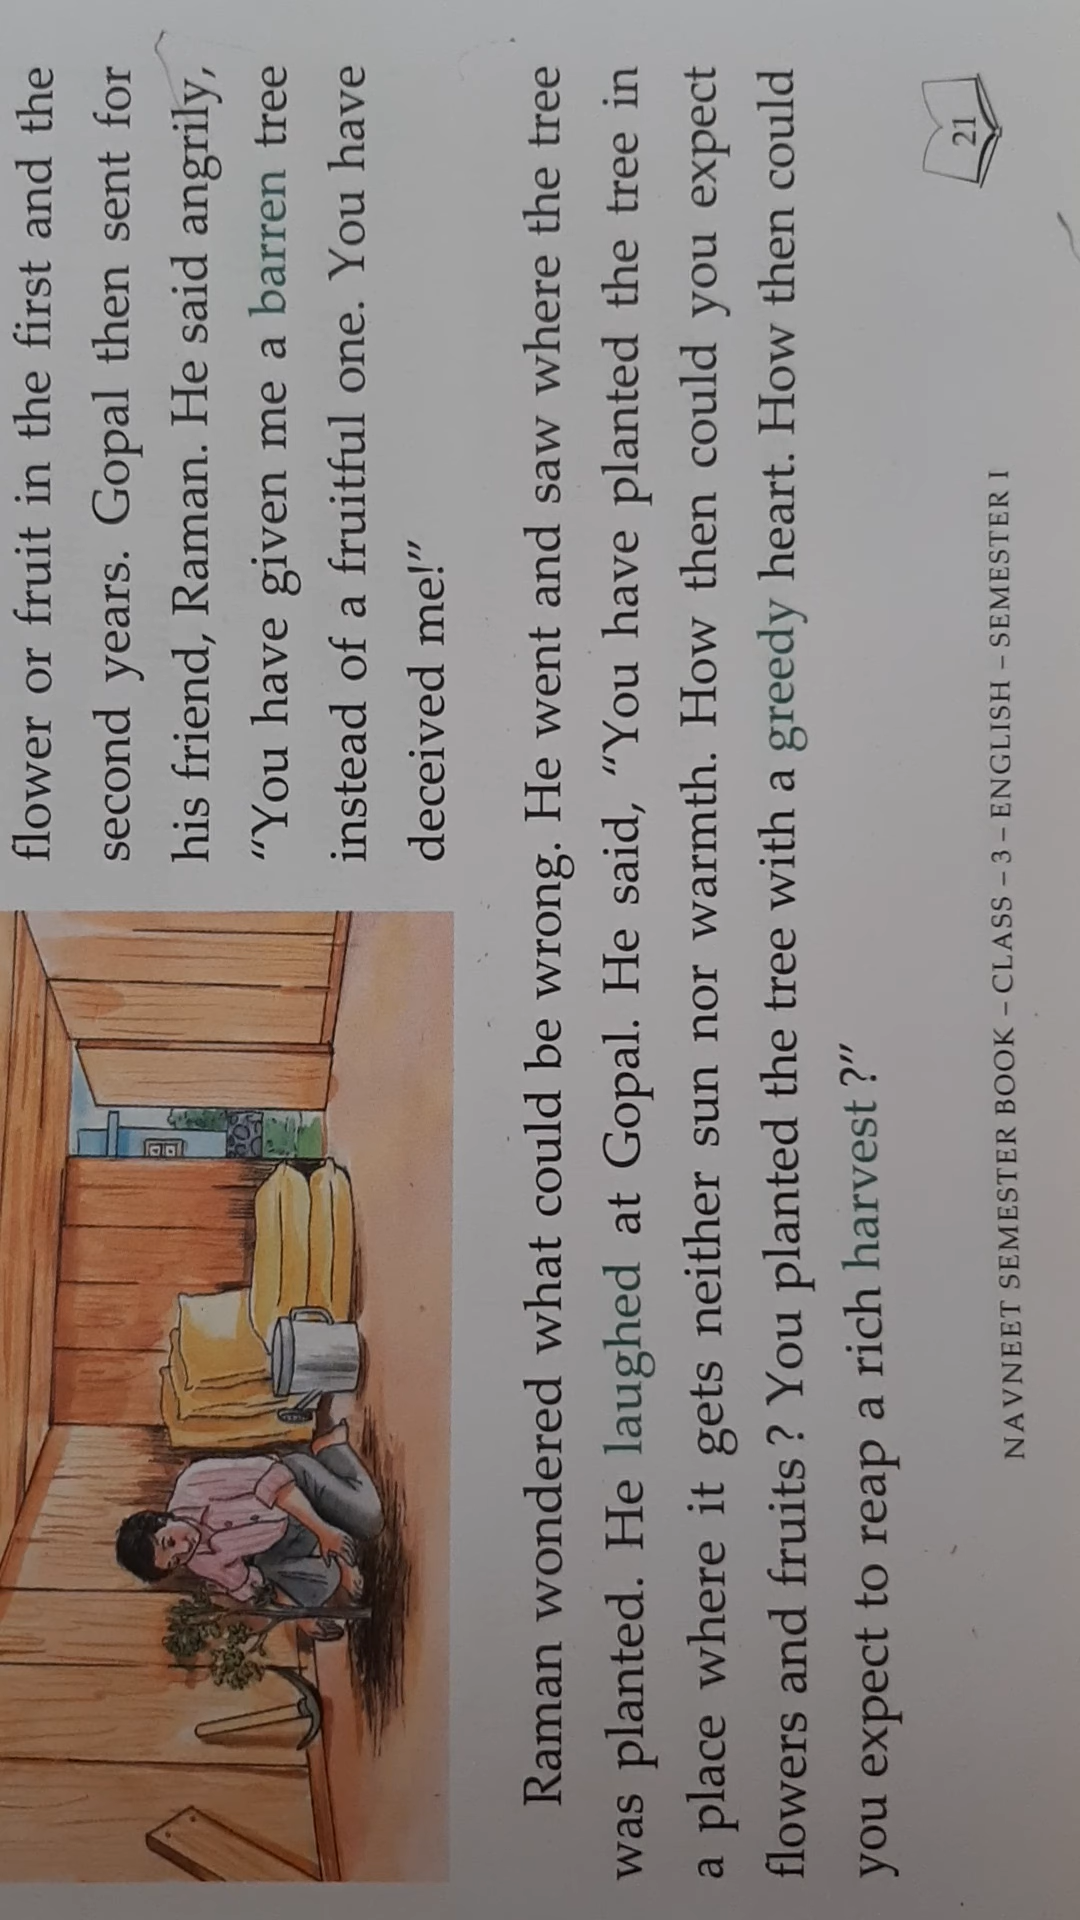 flower or fruit in the first and the
second years. Gopal then sent for
his friend, Raman. He said angrily,
“You have given me a barren tree
instead of a fruitful one. You have
deceived me!”
Raman wondered what could be wrong. He went and saw where the tree
was planted. He laughed at Gopal. He said, “You have planted the tree in
a place where it gets neither sun nor warmth. How then could you expect
flowers and fruits ? You planted the tree with a greedy heart. How then could
you expect to reap a rich harvest ?”
NAVNEET SEMESTER BOOK – CLASS – 3 – ENGLISH – SEMESTER I
21